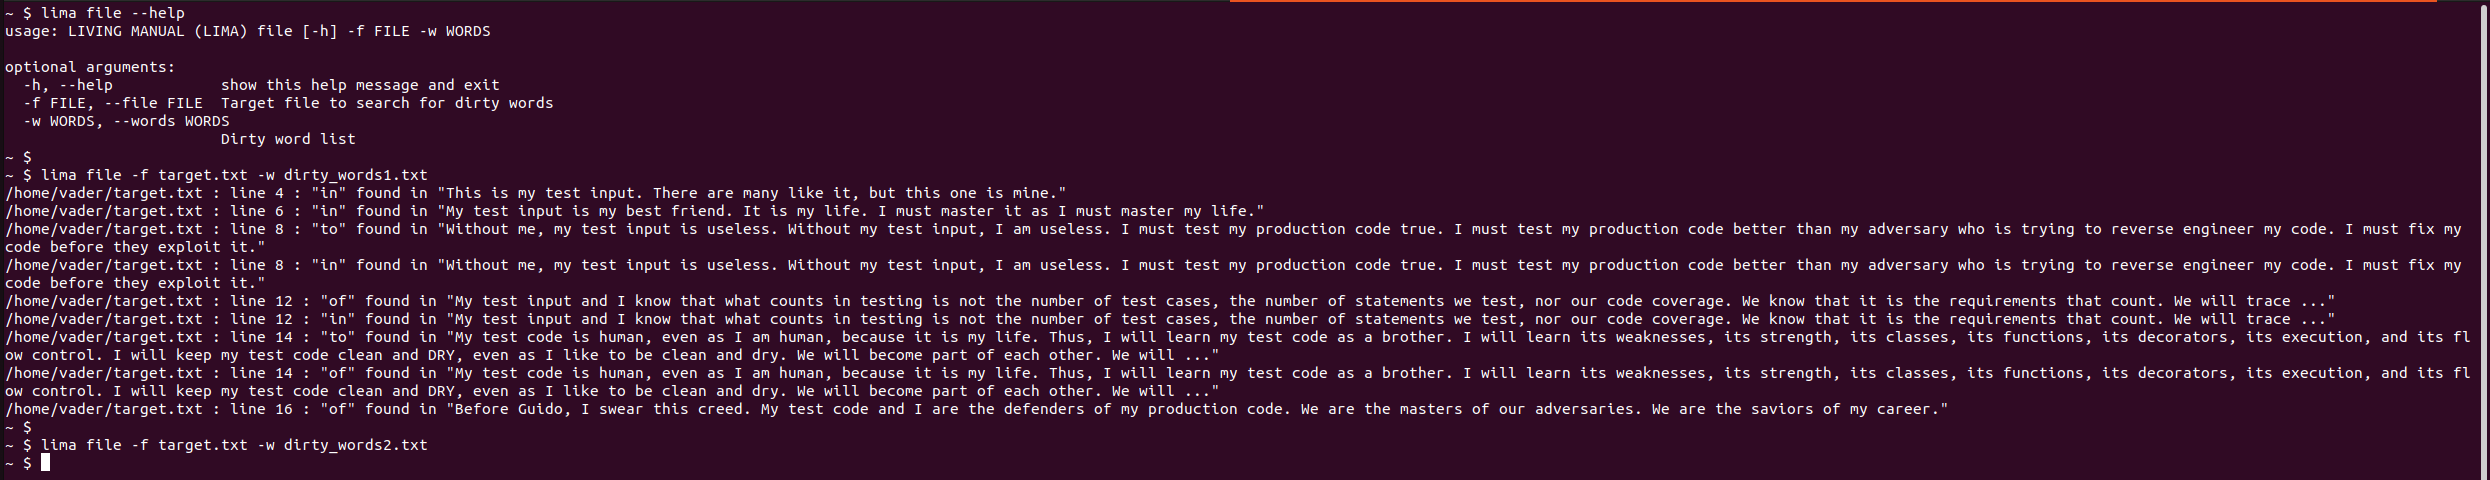 ~ $ lima file --help
usage: LIVING MANUAL (LIMA) file [-h] -f FILE -w WORDS
optional arguments:
-h, --help            show this help message and exit
-f FILE, --file FILE  Target file to search for dirty words
-w WORDS, --words WORDS
Dirty word list
~ $
~ $ lima file -f target.txt -w dirty_words1.txt
/home/vader/target.txt : line 4 : "in" found in "This is my test input. There are many like it, but this one is mine."
/home/vader/target.txt : line 6 : "in" found in "My test input is my best friend. It is my life. I must master it as I must master my life."
/home/vader/target.txt : line 8 : "to" found in "Without me, my test input is useless. Without my test input, I am useless. I must test my production code true. I must test my production code better than my adversary who is trying to reverse engineer my code. I must fix my
code before they exploit it."
/home/vader/target.txt : line 8 : "in" found in "Without me, my test input is useless. Without my test input, I am useless. I must test my production code true. I must test my production code better than my adversary who is trying to reverse engineer my code. I must fix my
code before they exploit it."
/home/vader/target.txt : line 12 : "of" found in "My test input and I know that what counts in testing is not the number of test cases, the number of statements we test, nor our code coverage. We know that it is the requirements that count. We will trace ..."
/home/vader/target.txt : line 12 : "in" found in "My test input and I know that what counts in testing is not the number of test cases, the number of statements we test, nor our code coverage. We know that it is the requirements that count. We will trace ..."
/home/vader/target.txt : line 14 : "to" found in "My test code is human, even as I am human, because it is my life. Thus, I will learn my test code as a brother. I will learn its weaknesses, its strength, its classes, its functions, its decorators, its execution, and its fl
ow control. I will keep my test code clean and DRY, even as I like to be clean and dry. We will become part of each other. We will ..."
/home/vader/target.txt : line 14 : "of" found in "My test code is human, even as I am human, because it is my life. Thus, I will learn my test code as a brother. I will learn its weaknesses, its strength, its classes, its functions, its decorators, its execution, and its fl
ow control. I will keep my test code clean and DRY, even as I like to be clean and dry. We will become part of each other. We will ..."
/home/vader/target.txt : line 16 : "of" found in "Before Guido, I swear this creed. My test code and I are the defenders of my production code. We are the masters of our adversaries. We are the saviors of my career."
~ $
~ $ lima file -f target.txt -w dirty_words2.txt
~ $